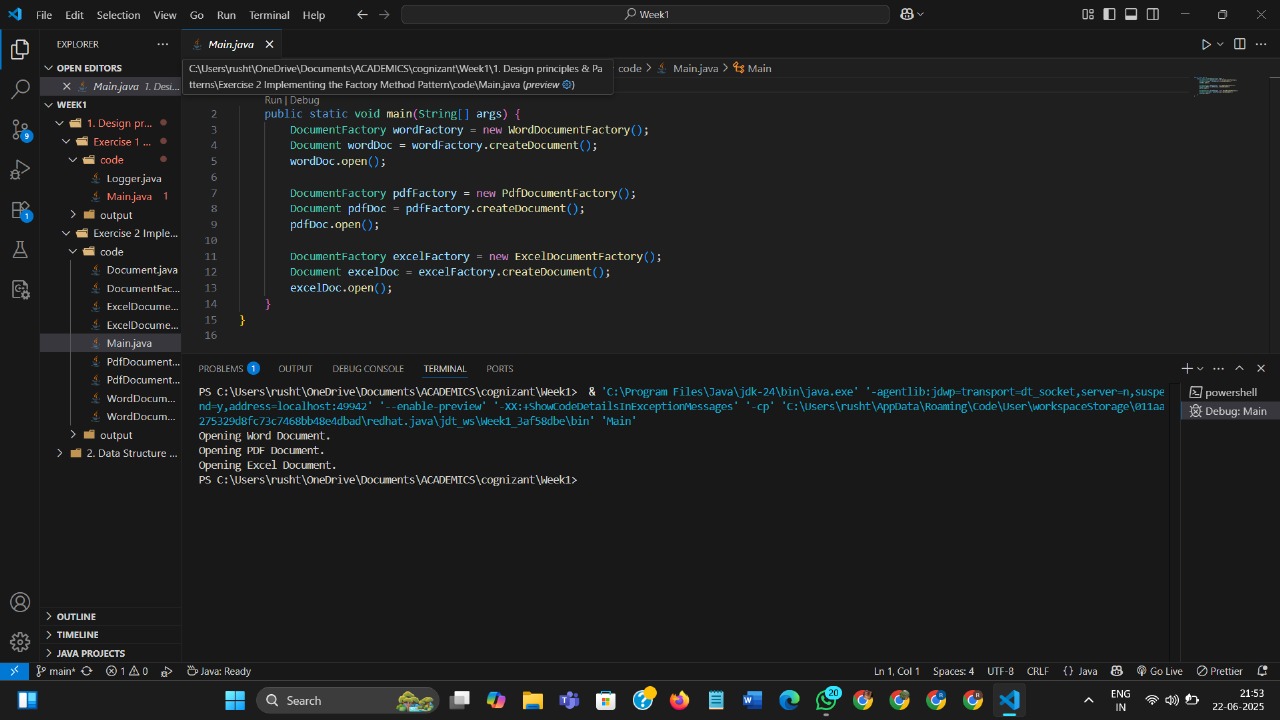 File Edit Selection View Go Run Terminal Help
Week1
EXPLORER
Main.java
OPEN EDITORS
Main.java 1. Desi...
C:\Users\rusht\OneDrive\Documents\ACADEMICS\cognizant\Week1\1. Design principles & Pa
tterns\Exercise 2 Implementing the Factory Method Pattern\code\Main.java (preview)
code > Main.java > Main
WEEK1
1. Design pr...
Exercise 1 ...
code
Logger.java
Main.java 1
output
Exercise 2 Imple...
code
Document.java
DocumentFac...
ExcelDocume...
ExcelDocume...
Main.java
PdfDocument...
PdfDocument...
WordDocum...
WordDocum...
output
2. Data Structure ...
OUTLINE
TIMELINE
JAVA PROJECTS
9
1
Run | Debug
2 public static void main(String[] args) {
3 DocumentFactory wordFactory = new WordDocumentFactory();
4 Document wordDoc = wordFactory.createDocument();
5 wordDoc.open();
6
7 DocumentFactory pdfFactory = new PdfDocumentFactory();
8 Document pdfDoc = pdfFactory.createDocument();
9 pdfDoc.open();
10
11 DocumentFactory excelFactory = new ExcelDocumentFactory();
12 Document excelDoc = excelFactory.createDocument();
13 excelDoc.open();
14 }
15 }
16
PROBLEMS 1 OUTPUT DEBUG CONSOLE TERMINAL PORTS
PS C:\Users\rusht\OneDrive\Documents\ACADEMICS\cognizant\Week1> & 'C:\Program Files\Java\jdk-24\bin\java.exe' '-agentlib:jdwp=transport=dt_socket,server=n,suspe
nd=y,address=localhost:49942' '--enable-preview' '-XX:+ShowCodeDetailsInExceptionMessages' '-cp' 'C:\Users\rusht\AppData\Roaming\Code\User\workspaceStorage\011aa
275329d8fc73c7468bb48e4dbad\redhat.java\jdt_ws\Week1_3af58dbe\bin' 'Main'
Opening Word Document.
Opening PDF Document.
Opening Excel Document.
PS C:\Users\rusht\OneDrive\Documents\ACADEMICS\cognizant\Week1>
powershell
Debug: Main
main* 1 0 Java: Ready
Ln 1, Col 1 Spaces: 4 UTF-8 CRLF {} Java Go Live Prettier
Search
20
ENG
IN
21:53
22-06-2025